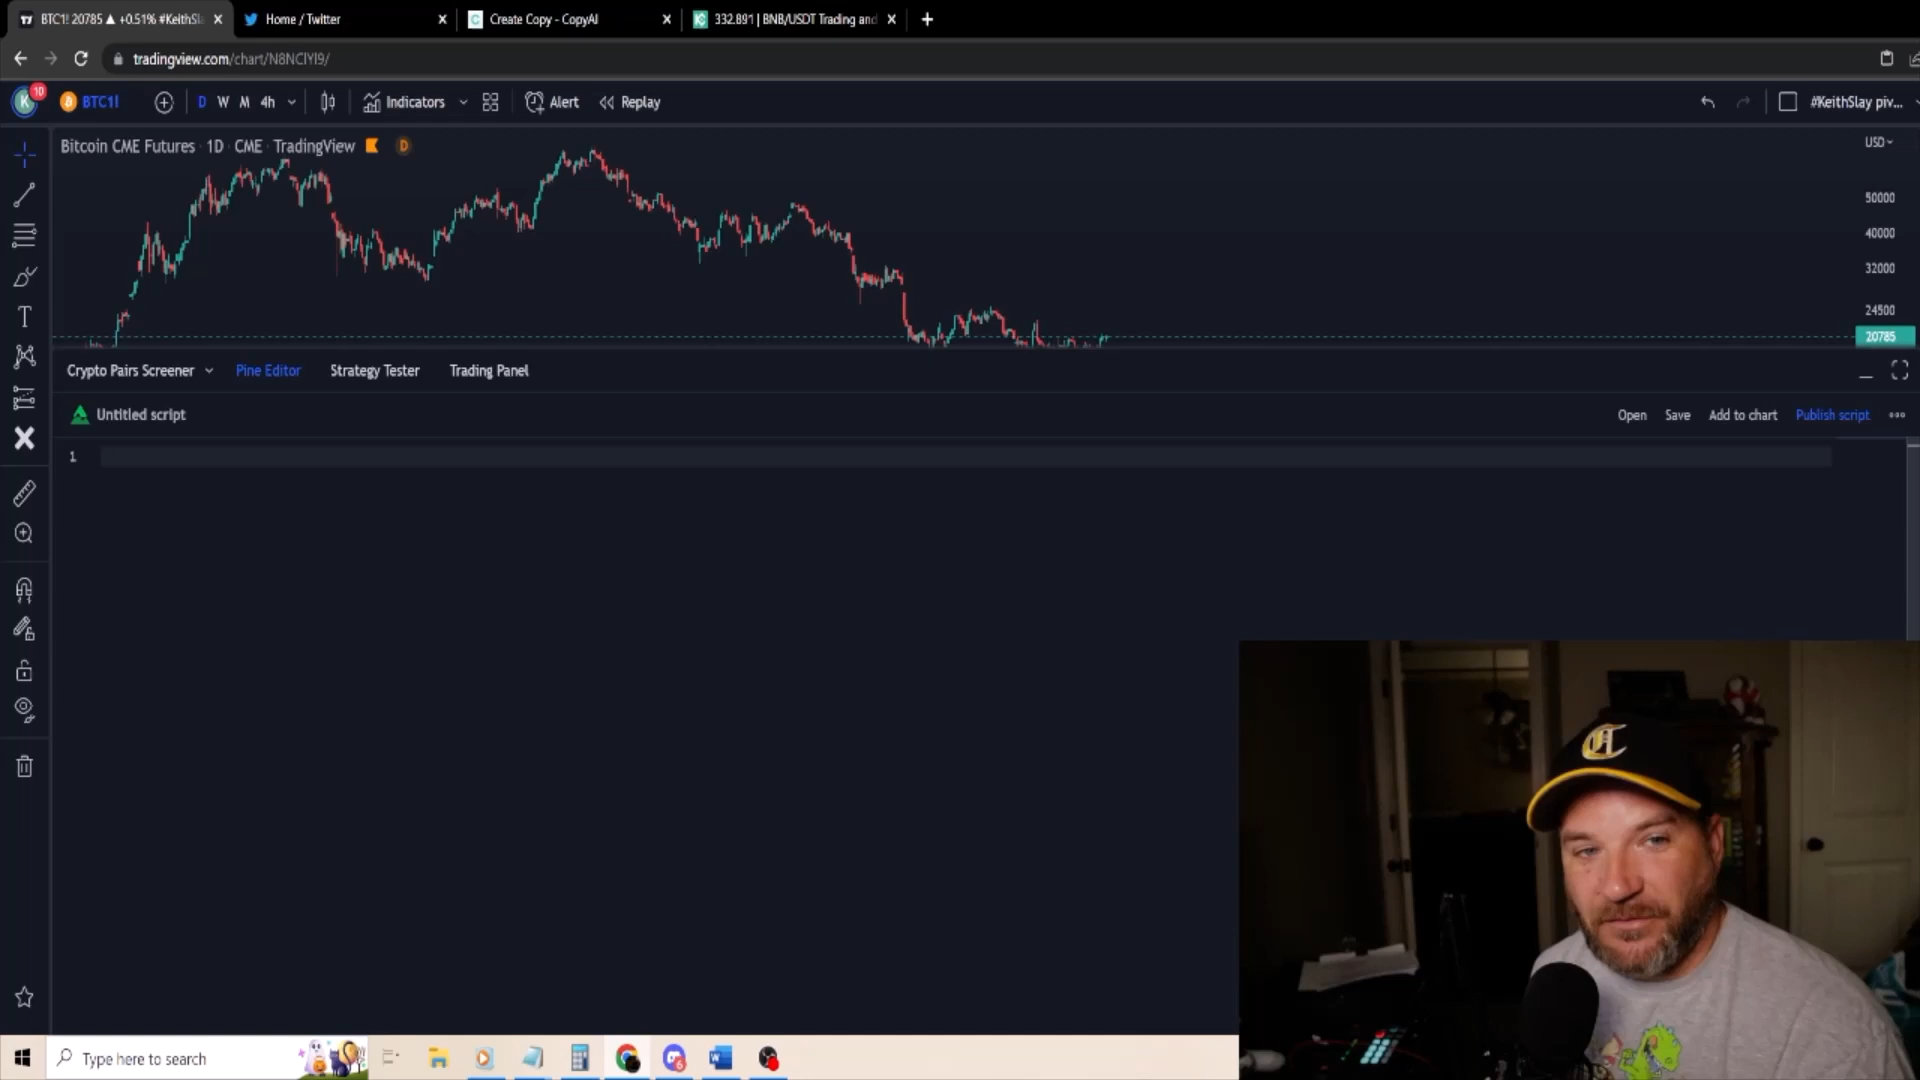 BTC1! 20785 ▲ +0.51% #KeithSl
Home / Twitter
Create Copy - CopyAI
332.891 | BNB/USDT Trading and
tradingview.com/chart/N8NCIYI9/
K
10
BTC1!
D
W
M
4h
Indicators
Alert
Replay
#KeithSlay piv...
Bitcoin CME Futures · 1D · CME · TradingView
D
USD
50000
40000
32000
24500
20785
Crypto Pairs Screener
Pine Editor
Strategy Tester
Trading Panel
Untitled script
Open
Save
Add to chart
Publish script
1
Type here to search
C